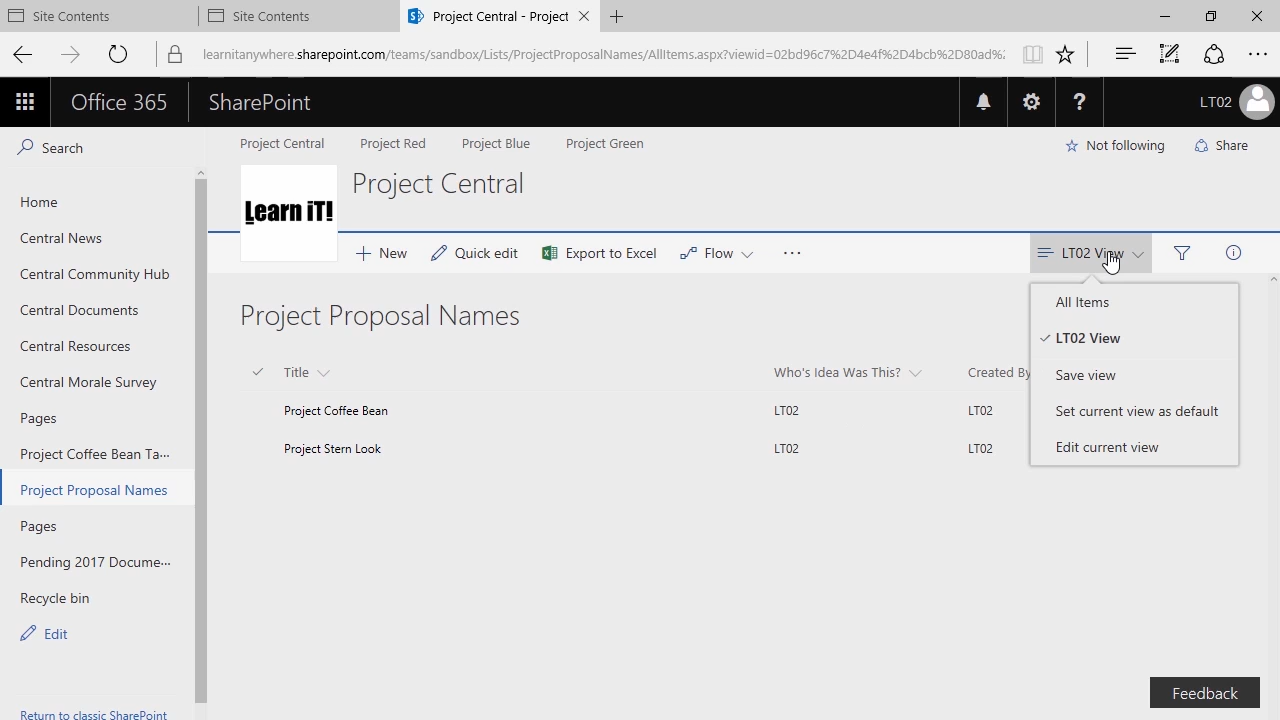 Site Contents
Site Contents
Project Central - Project
learnitanywhere.sharepoint.com/teams/sandbox/Lists/ProjectProposalNames/AllItems.aspx?viewid=02bd96c7%2D4e4f%2D4bcb%2D80ad%
Office 365
SharePoint
?
LT02
Search
Project Central
Project Red
Project Blue
Project Green
Not following
Share
Learn iT!
Project Central
Home
Central News
Central Community Hub
Central Documents
Central Resources
Central Morale Survey
Pages
Project Coffee Bean Ta...
Project Proposal Names
Pages
Pending 2017 Docume...
Recycle bin
Edit
Return to classic SharePoint
New
Quick edit
Export to Excel
Flow
...
LT02 View
All Items
LT02 View
Save view
Set current view as default
Edit current view
Project Proposal Names
Title
Who's Idea Was This?
Created By
Project Coffee Bean
LT02
LT02
Project Stern Look
LT02
LT02
Feedback